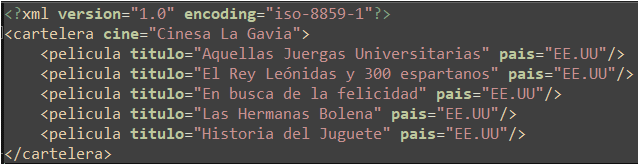 <?xml version="1.0" encoding="iso-8859-1"?>
<cartelera cine="Cinesa La Gavia">
    <pelicula titulo="Aquellas Juergas Universitarias" pais="EE.UU"/>
    <pelicula titulo="El Rey Leónidas y 300 espartanos" pais="EE.UU"/>
    <pelicula titulo="En busca de la felicidad" pais="EE.UU"/>
    <pelicula titulo="Las Hermanas Bolena" pais="EE.UU"/>
    <pelicula titulo="Historia del Juguete" pais="EE.UU"/>
</cartelera>